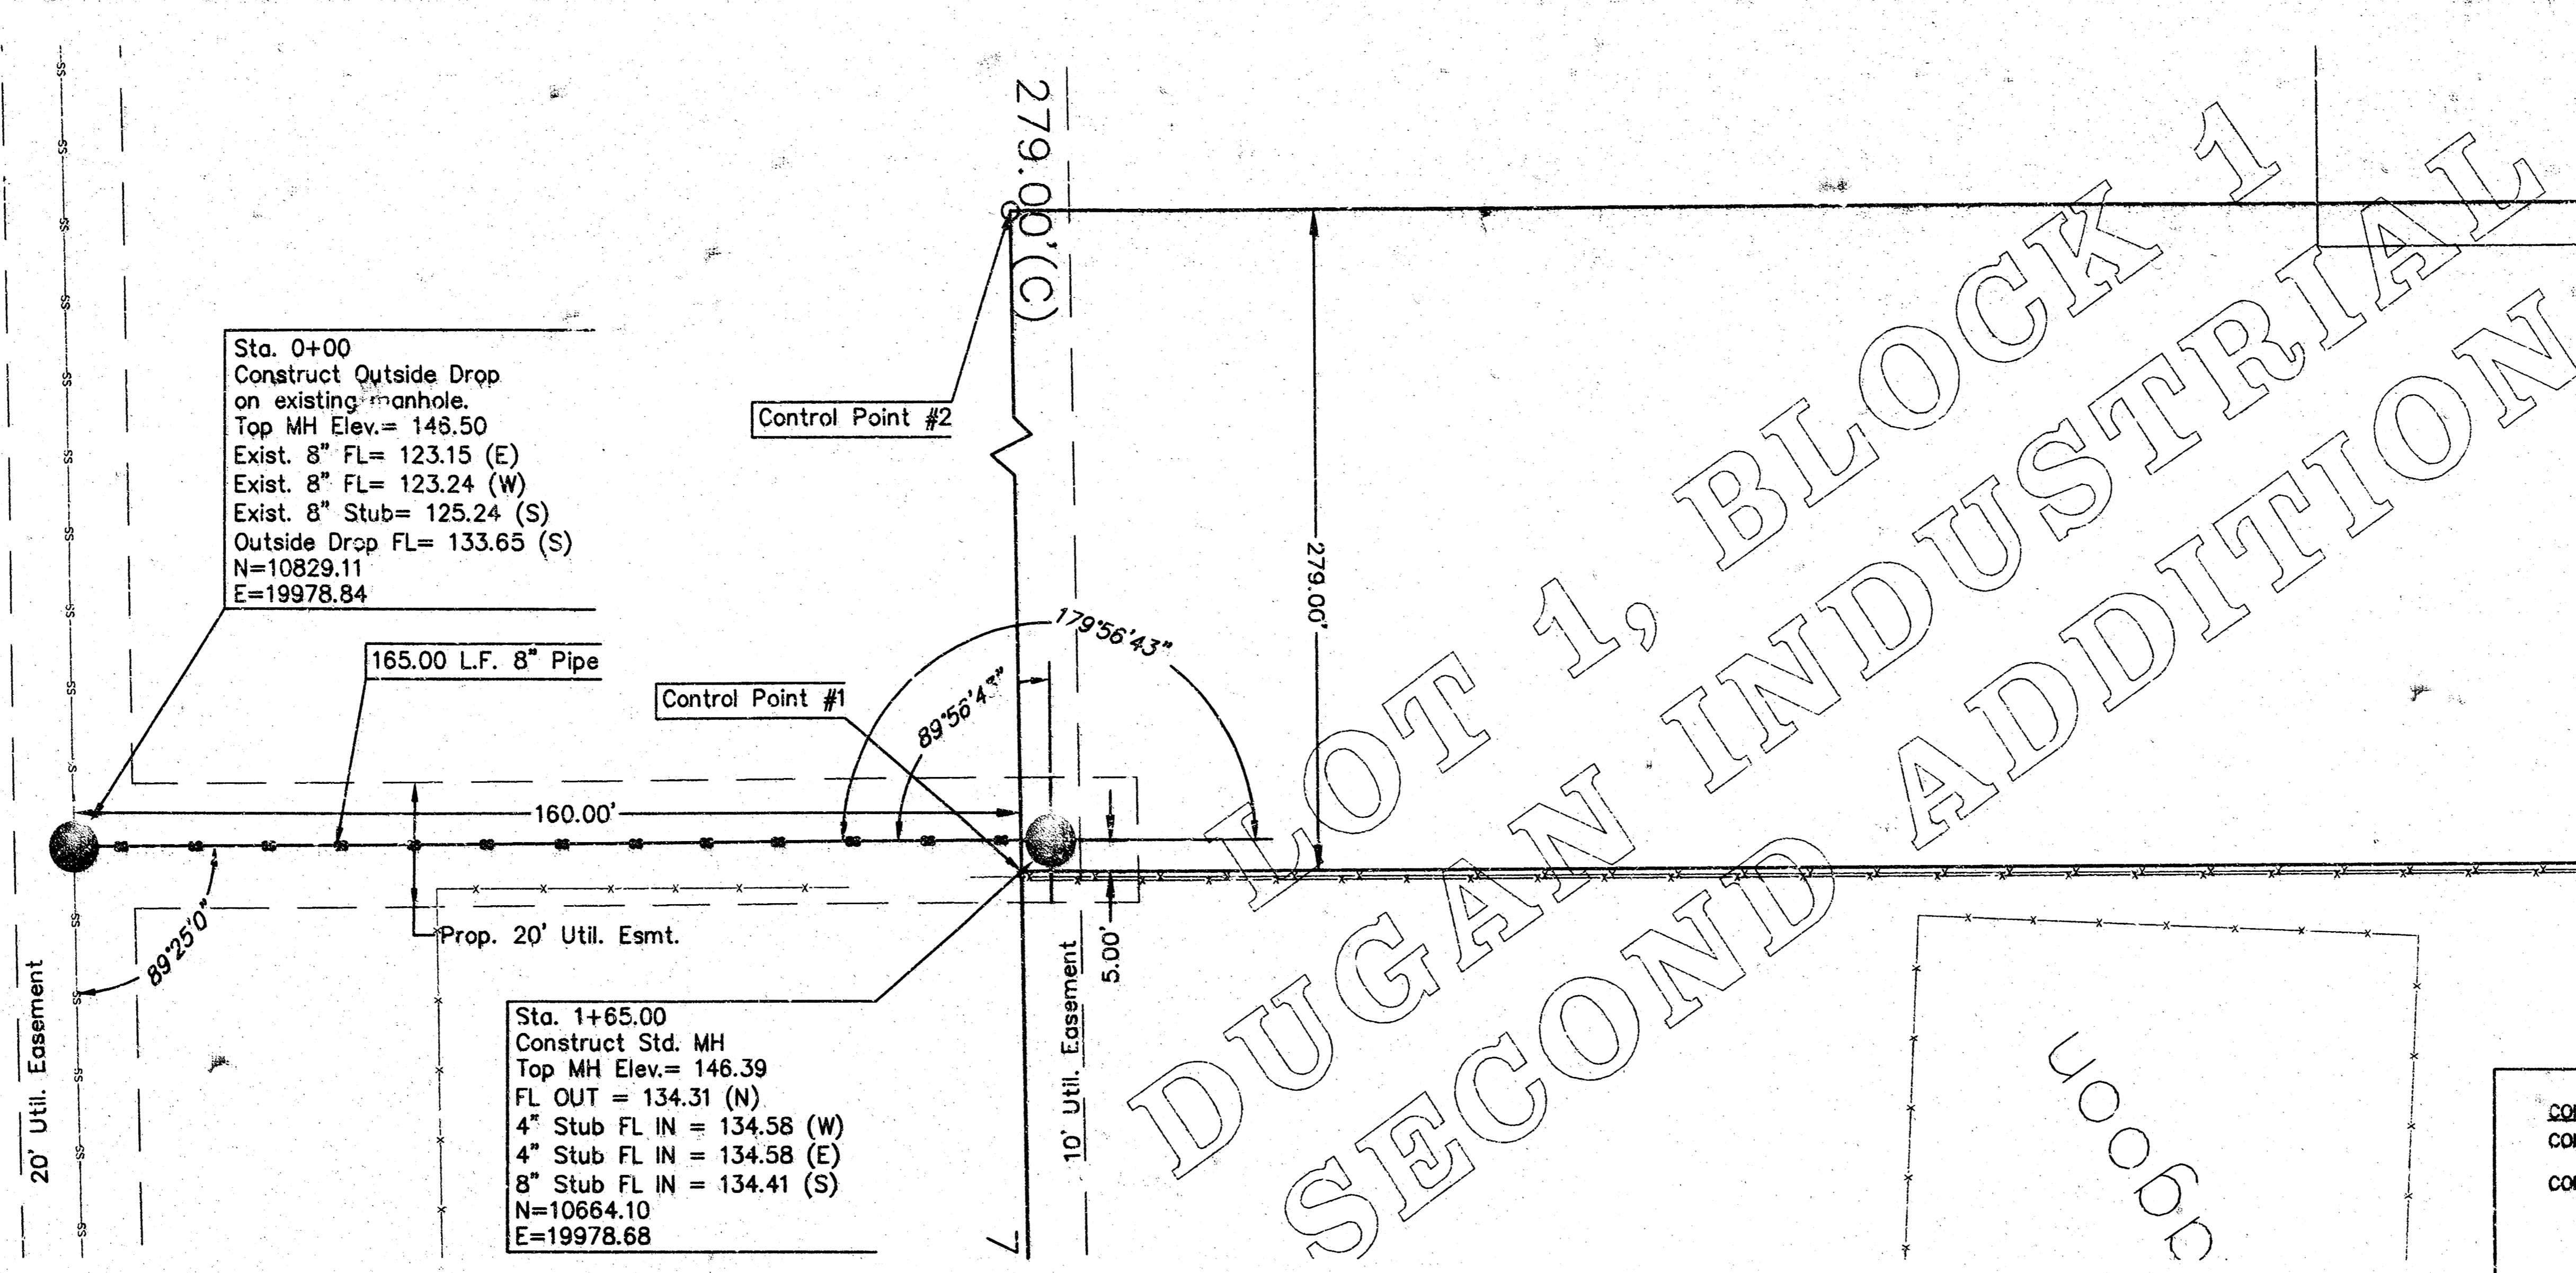 279.00'(C)
LOT 1, BLOCK 1
DUGAN INDUSTRIAL
SECOND ADDITION
Sta. 0+00
Construct Outside Drop
on existing manhole.
Top MH Elev.= 146.50
Exist. 8" FL= 123.15 (E)
Exist. 8" FL= 123.24 (W)
Exist. 8" Stub= 125.24 (S)
Outside Drop FL= 133.65 (S)
N=10829.11
E=19978.84
Control Point #2
279.00'
179°56'43"
89°56'43"
165.00 L.F. 8" Pipe
Control Point #1
160.00'
89°25'0"
Prop. 20' Util. Esmt.
5.00'
20' Util. Easement
10' Util. Easement
Sta. 1+65.00
Construct Std. MH
Top MH Elev.= 146.39
FL OUT = 134.31 (N)
4" Stub FL IN = 134.58 (W)
4" Stub FL IN = 134.58 (E)
8" Stub FL IN = 134.41 (S)
N=10664.10
E=19978.68
7
agoon